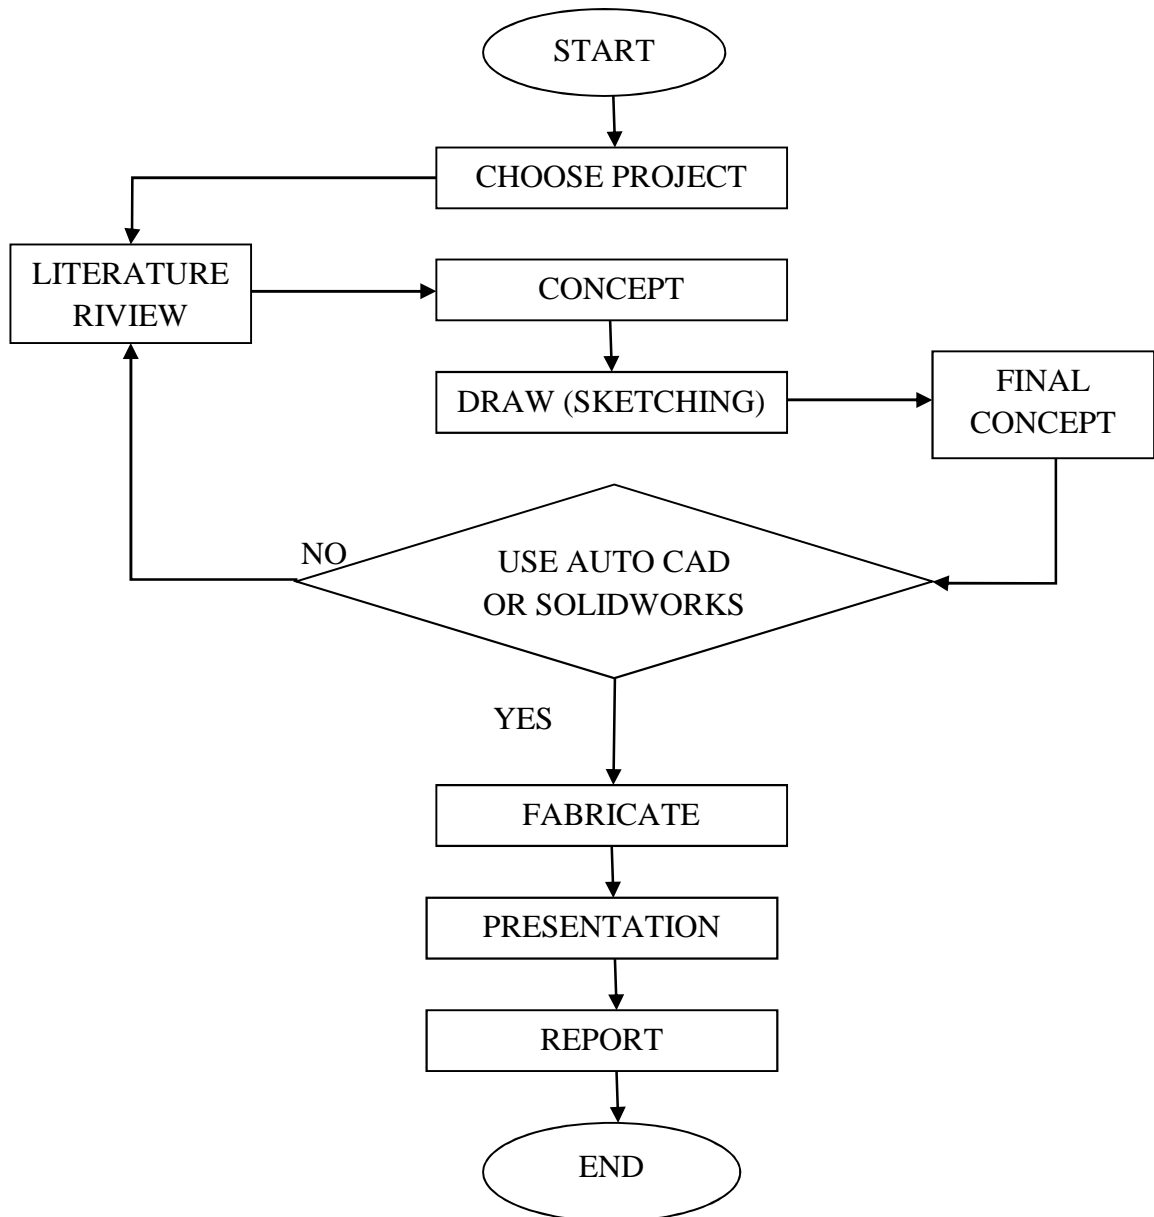 START
CHOOSE PROJECT
LITERATURE
RIVIEW
CONCEPT
DRAW (SKETCHING)
FINAL
CONCEPT
NO
USE AUTO CAD
OR SOLIDWORKS
YES
FABRICATE
PRESENTATION
REPORT
END